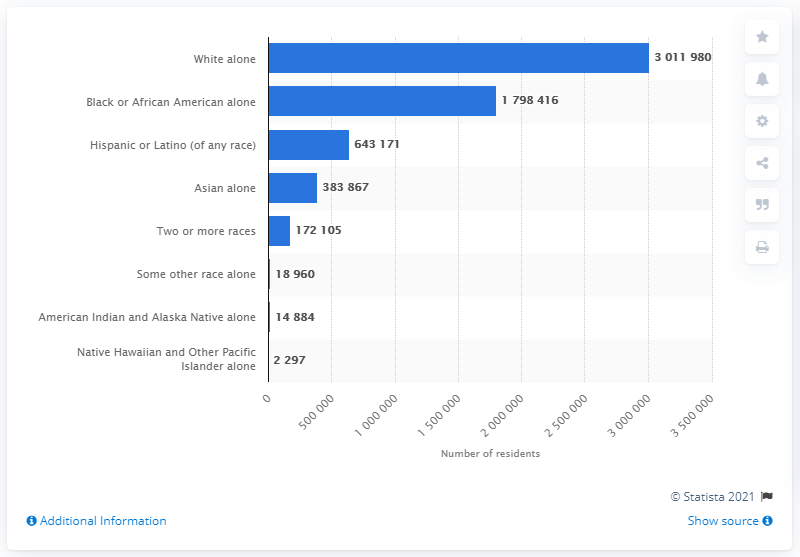 White alone
3 011 980
Black or African American alone
1 798 416
Hispanic or Latino (of any race)
643 171
Asian alone
383 867
Two or more races
172 105
Some other race alone
18 960
American Indian and Alaska Native alone
14 884
Native Hawaiian and Other Pacific
Islander alone
2 297
0
500 000
1 000 000
1 500 000
2 000 000
2 500 000
3 000 000
3 500 000
Number of residents
© Statista 2021
Additional Information
Show source